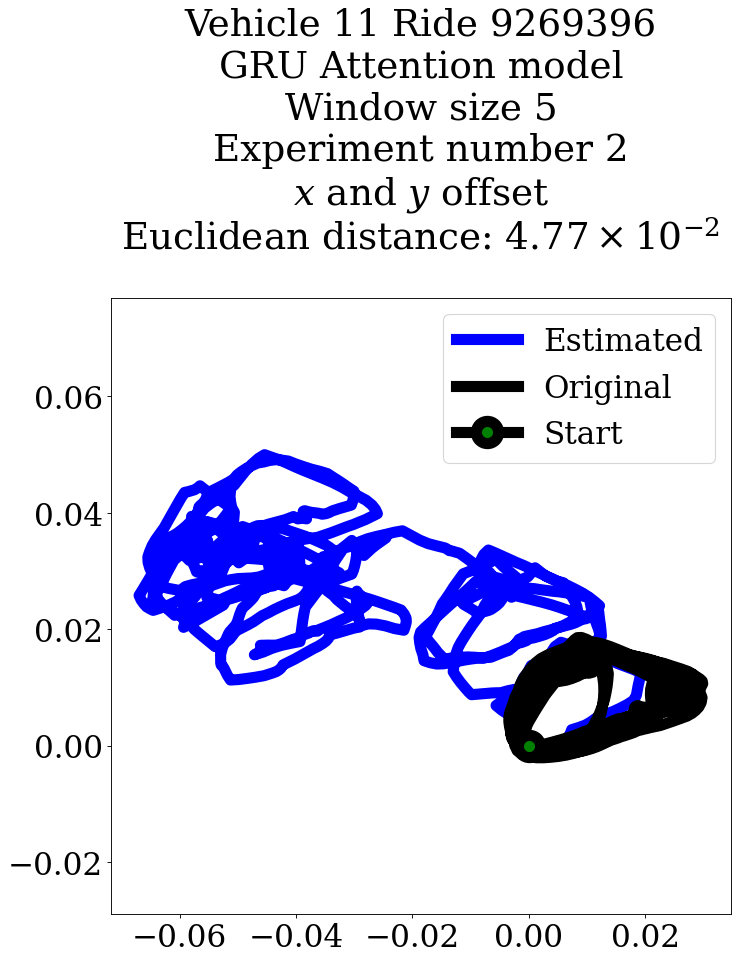 Vehicle 11 Ride 9269396
GRU Attention model
Window size 5
Experiment number 2
x and y offset
Euclidean distance: 4.77 × 10⁻²
Estimated
Original
Start
0.06
0.04
0.02
0.00
−0.02
−0.06 −0.04 −0.02 0.00 0.02